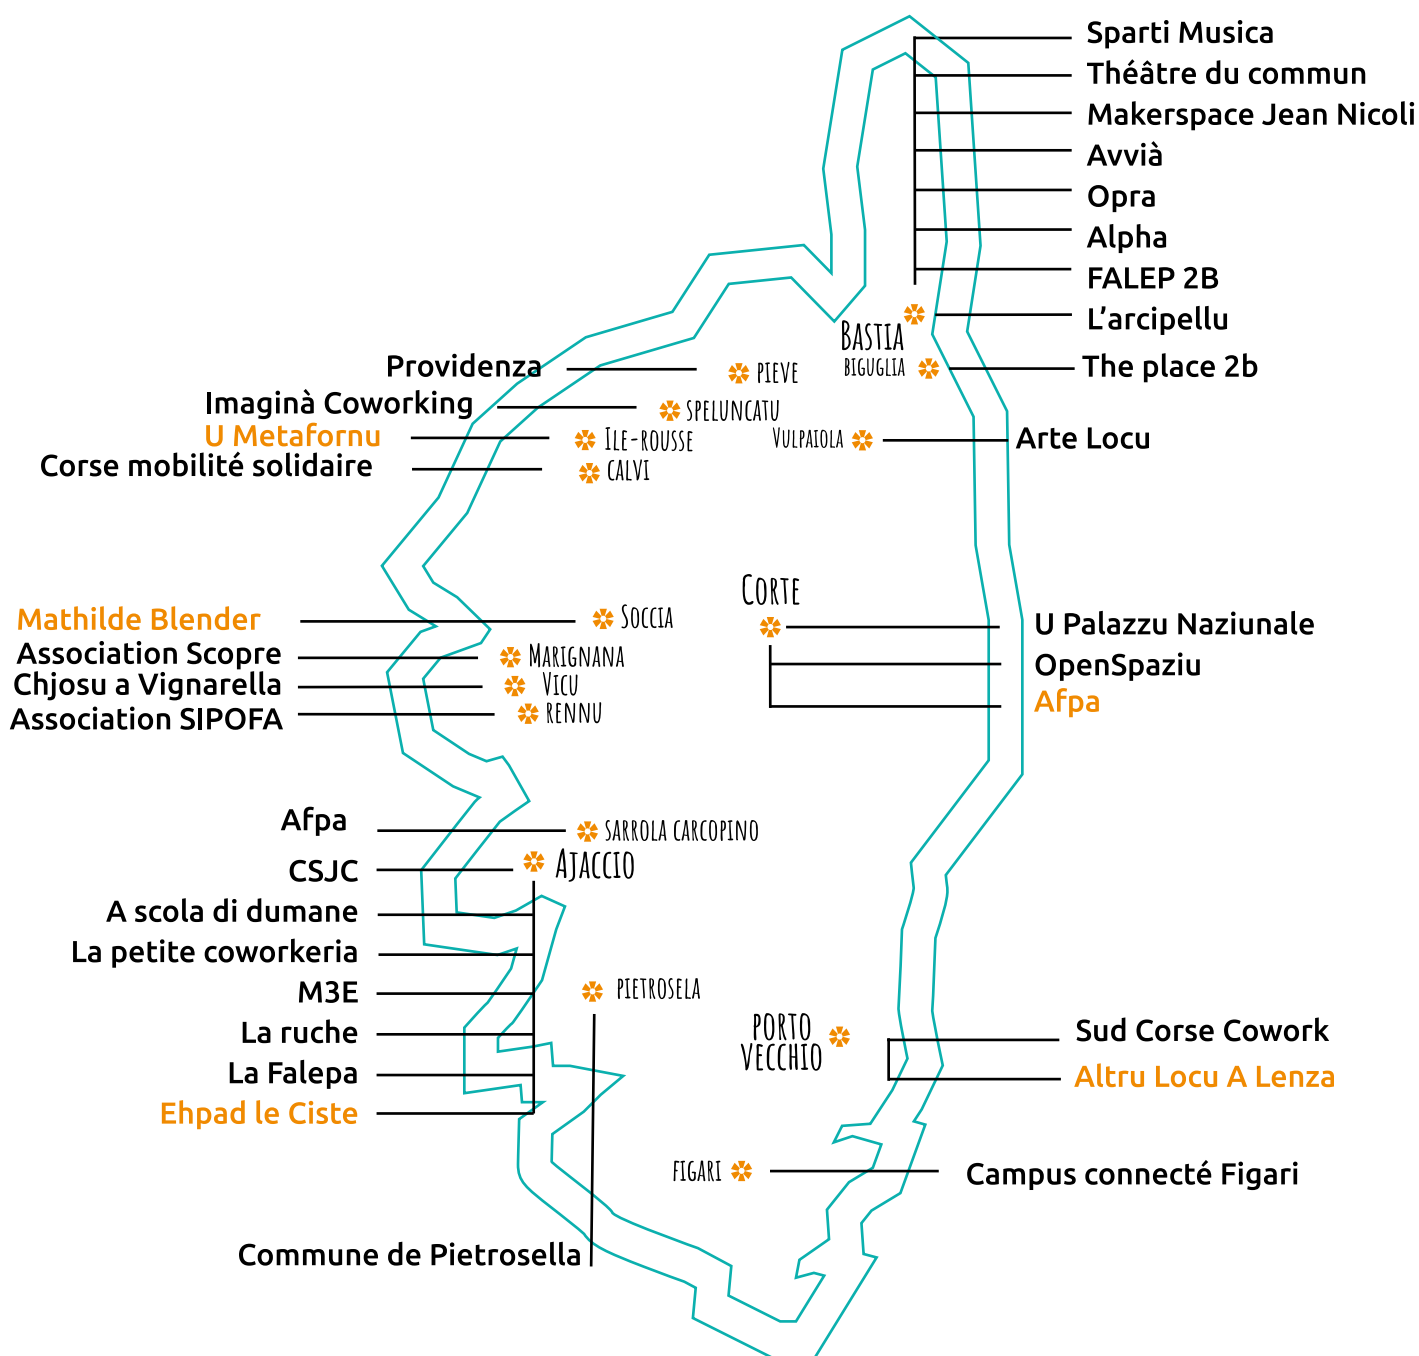 Sparti Musica
Théâtre du commun
Makerspace Jean Nicoli
Avvià
Opra
Alpha
FALEP 2B
L'arcipellu
BASTIA
BIGUGLIA
The place 2b
Providenza
PIEVE
Imaginà Coworking
SPELUNCATU
U Metafornu
ILE-ROUSSE
VULPAIOLA
Arte Locu
Corse mobilité solidaire
CALVI
CORTE
Mathilde Blender
SOCCIA
U Palazzu Naziunale
Association Scopre
MARIGNANA
OpenSpaziu
Chjosu a Vignarella
VICU
Afpa
Association SIPOFA
RENNU
Afpa
SARROLA CARCOPINO
CSJC
AJACCIO
A scola di dumane
La petite coworkeria
M3E
PIETROSELA
La ruche
PORTO
VECCHIO
Sud Corse Cowork
La Falepa
Altru Locu A Lenza
Ehpad le Ciste
FIGARI
Campus connecté Figari
Commune de Pietrosella